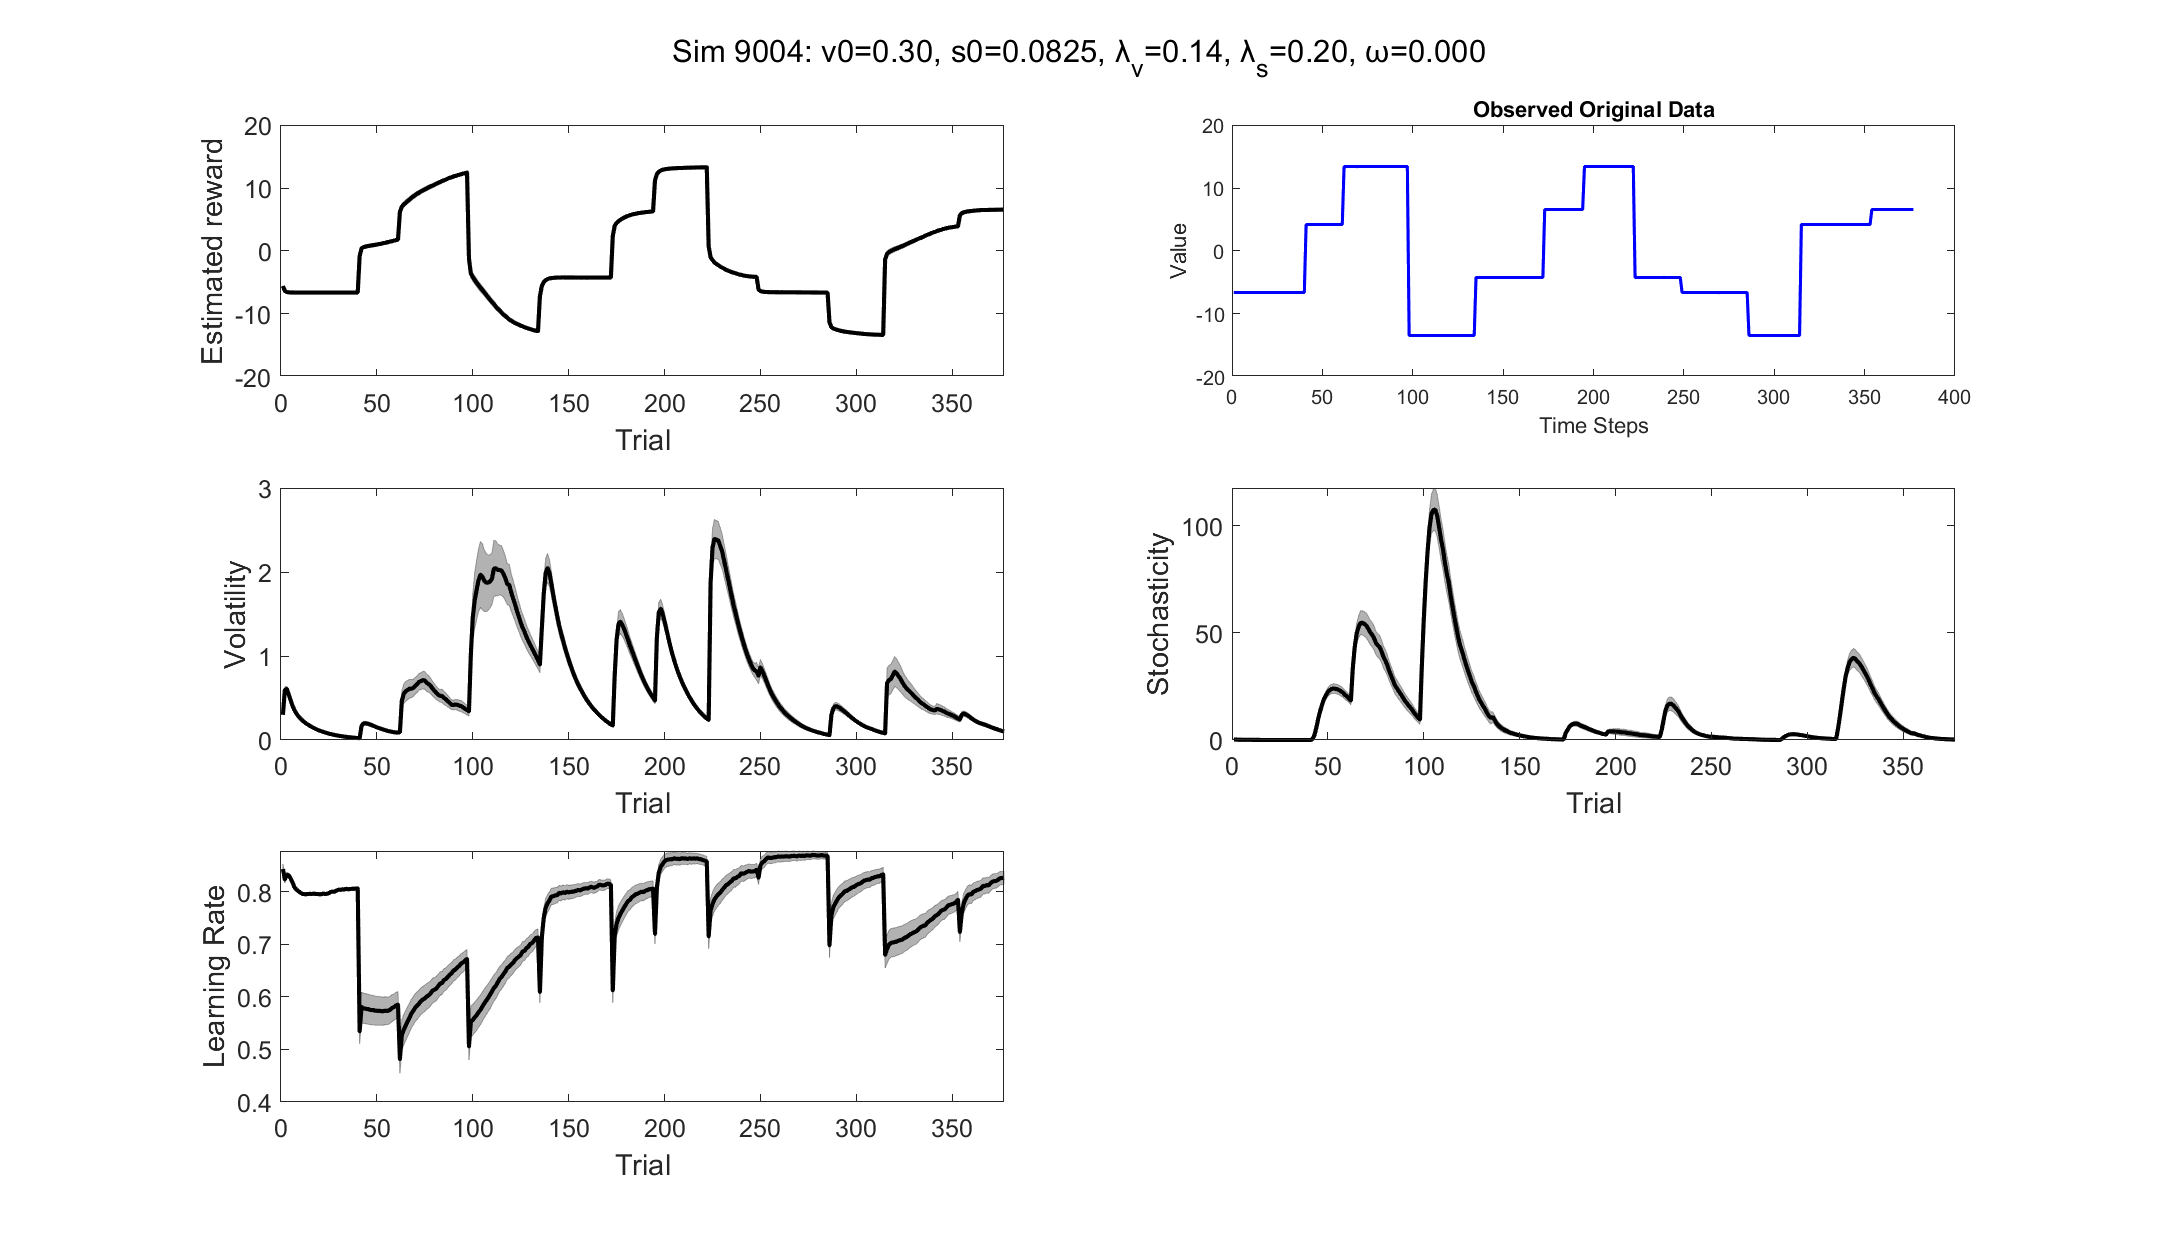 Sim 9004: v0=0.30, s0=0.0825, λ_v=0.14, λ_s=0.20, ω=0.000
Estimated reward
20
10
0
-10
-20
0 50 100 150 200 250 300 350
Trial
Observed Original Data
Value
20
10
0
-10
-20
0 50 100 150 200 250 300 350 400
Time Steps
Volatility
3
2
1
0
0 50 100 150 200 250 300 350
Trial
Stochasticity
100
50
0
0 50 100 150 200 250 300 350
Trial
Learning Rate
0.8
0.7
0.6
0.5
0.4
0 50 100 150 200 250 300 350
Trial